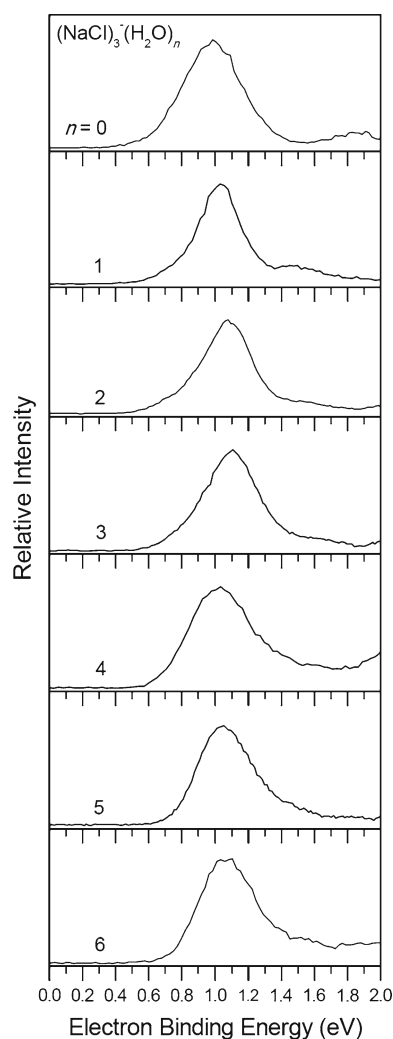 (NaCl)₃⁻(H₂O)ₙ
n = 0
1
2
3
4
5
6
Relative Intensity
0.0 0.2 0.4 0.6 0.8 1.0 1.2 1.4 1.6 1.8 2.0
Electron Binding Energy (eV)